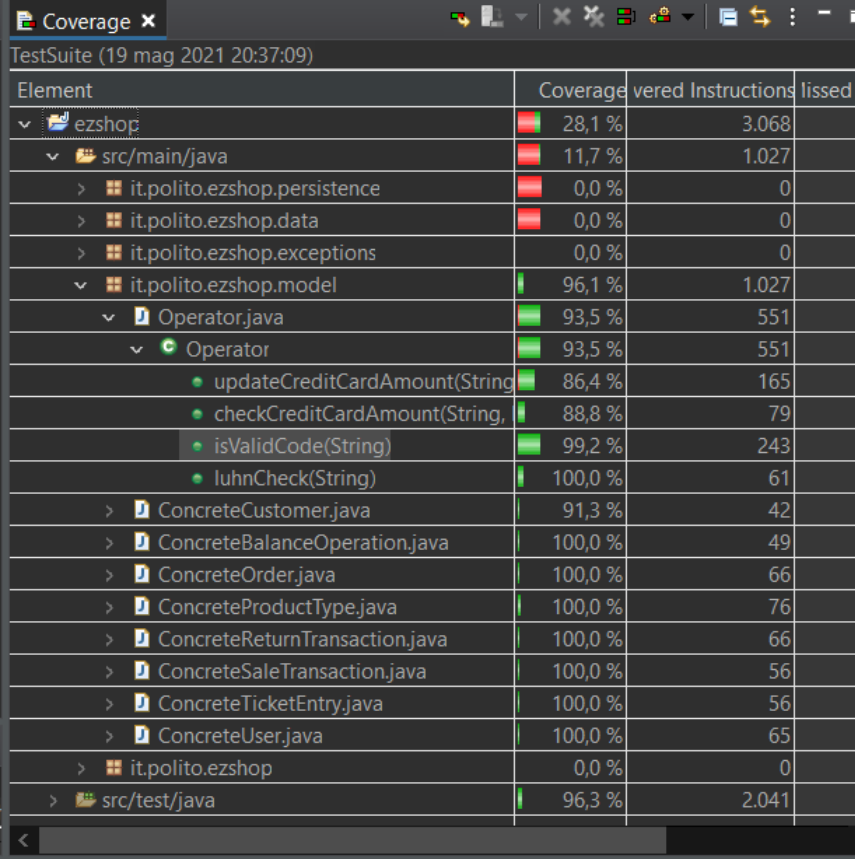 Coverage
TestSuite (19 mag 2021 20:37:09)
Element Coverage vered Instructions lissed
ezshop 28,1 % 3.068
src/main/java 11,7 % 1.027
it.polito.ezshop.persistence 0,0 % 0
it.polito.ezshop.data 0,0 % 0
it.polito.ezshop.exceptions 0,0 % 0
it.polito.ezshop.model 96,1 % 1.027
Operator.java 93,5 % 551
Operator 93,5 % 551
updateCreditCardAmount(String 86,4 % 165
checkCreditCardAmount(String, 88,8 % 79
isValidCode(String) 99,2 % 243
luhnCheck(String) 100,0 % 61
ConcreteCustomer.java 91,3 % 42
ConcreteBalanceOperation.java 100,0 % 49
ConcreteOrder.java 100,0 % 66
ConcreteProductType.java 100,0 % 76
ConcreteReturnTransaction.java 100,0 % 66
ConcreteSaleTransaction.java 100,0 % 56
ConcreteTicketEntry.java 100,0 % 56
ConcreteUser.java 100,0 % 65
it.polito.ezshop 0,0 % 0
src/test/java 96,3 % 2.041